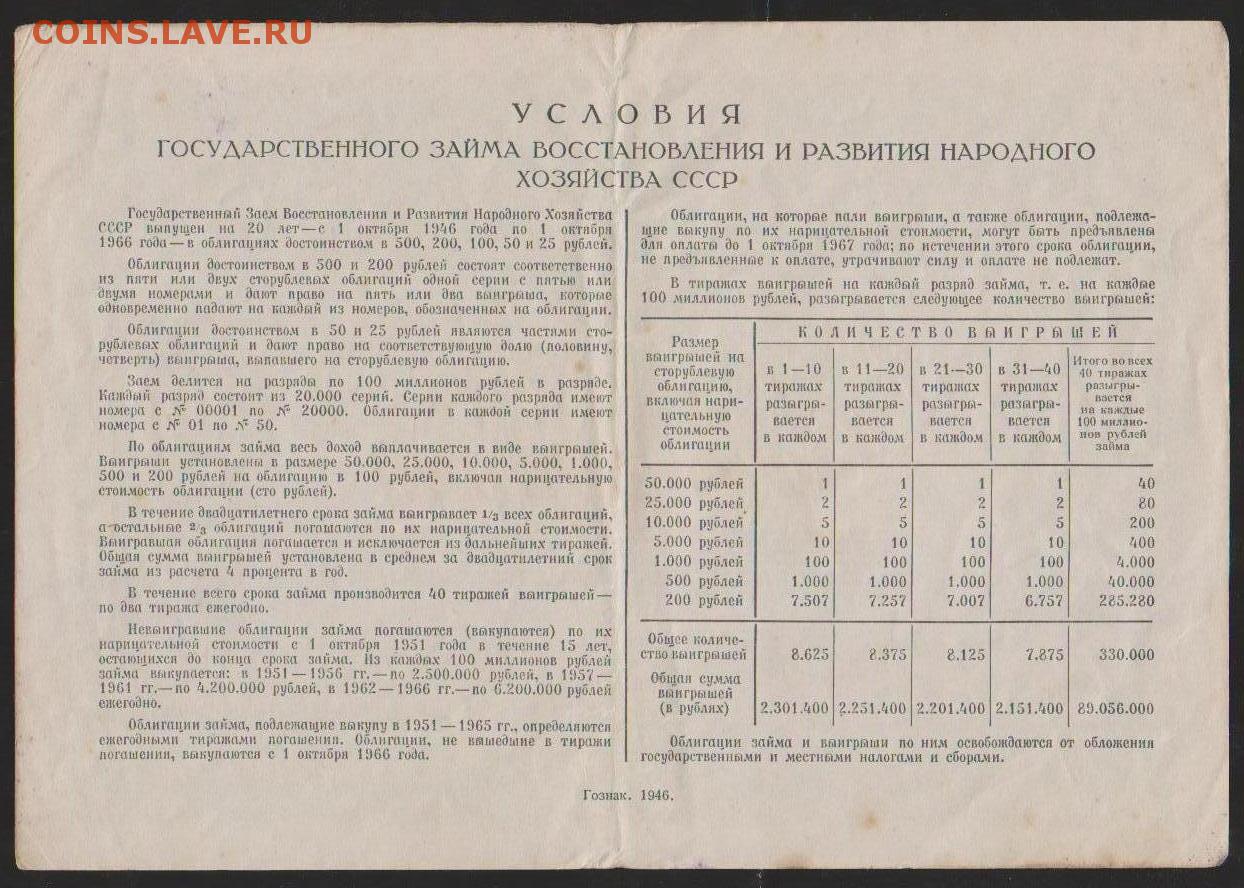 COINS.LAVE.RU
УСЛОВИЯ
ГОСУДАРСТВЕННОГО ЗАЙМА ВОССТАНОВЛЕНИЯ И РАЗВИТИЯ НАРОДНОГО
ХОЗЯЙСТВА СССР
Государственный Заем Восстановления и Развития Народного Хозяйства
СССР выпущен на 20 лет — с 1 октября 1946 года по 1 октября
1966 года — в облигациях достоинством в 500, 200, 100, 50 и 25 рублей.
Облигации достоинством в 500 и 200 рублей состоят соответственно
из пяти или двух сторублевых облигаций одной серии с пятью или
двумя номерами и дают право на пять или два выигрыша, которые
одновременно падают на каждый из номеров, обозначенных на облигации.
Облигации достоинством в 50 и 25 рублей являются частями сто-
рублевых облигаций и дают право на соответствующую долю (половину,
четверть) выигрыша, выпавшего на сторублевую облигацию.
Заем делится на разряды по 100 миллионов рублей в разряде.
Каждый разряд состоит из 20.000 серий. Серии каждого разряда имеют
номера с № 00001 по № 20000. Облигации в каждой серии имеют
номера с № 01 по № 50.
По облигациям займа весь доход выплачивается в виде выигрышей.
Выигрыши установлены в размере 50.000, 25.000, 10.000, 5.000, 1.000,
500 и 200 рублей на облигацию в 100 рублей, включая нарицательную
стоимость облигации (сто рублей).
В течение двадцатилетнего срока займа выигрывает 1/3 всех облигаций,
а остальные 2/3 облигаций погашаются по их нарицательной стоимости.
Выигравшая облигация погашается и исключается из дальнейших тиражей.
Общая сумма выигрышей установлена в среднем за двадцатилетний срок
займа из расчета 4 процента в год.
В течение всего срока займа производится 40 тиражей выигрышей —
по два тиража ежегодно.
Невыигравшие облигации займа погашаются (выкупаются) по их
нарицательной стоимости с 1 октября 1951 года в течение 15 лет,
остающихся до конца срока займа. Из каждых 100 миллионов рублей
займа выкупается: в 1951 — 1956 гг. — по 2.500.000 рублей, в 1957 —
1961 гг. — по 4.200.000 рублей, в 1962 — 1966 гг. — по 6.200.000 рублей
ежегодно.
Облигации займа, подлежащие выкупу в 1951 — 1965 гг., определяются
ежегодными тиражами погашения. Облигации, не вышедшие в тиражи
погашения, выкупаются с 1 октября 1966 года.
Облигации, на которые пали выигрыши, а также облигации, подлежа-
щие выкупу по их нарицательной стоимости, могут быть предъявлены
для оплаты до 1 октября 1967 года; по истечении этого срока облигации,
не предъявленные к оплате, утрачивают силу и оплате не подлежат.
В тиражах выигрышей на каждый разряд займа, т. е. на каждые
100 миллионов рублей, разыгрывается следующее количество выигрышей:
Размер
выигрышей на
сторублевую
облигацию,
включая нари-
цательную
стоимость
облигации
КОЛИЧЕСТВО ВЫИГРЫШЕЙ
в 1—10
тиражах
разыгры-
вается
в каждом
в 11—20
тиражах
разыгры-
вается
в каждом
в 21—30
тиражах
разыгры-
вается
в каждом
в 31—40
тиражах
разыгры-
вается
в каждом
Итого во всех
40 тиражах
разыгры-
вается
на каждые
100 миллио-
нов рублей
займа
50.000 рублей 1 1 1 1 40
25.000 рублей 2 2 2 2 80
10.000 рублей 5 5 5 5 200
5.000 рублей 10 10 10 10 400
1.000 рублей 100 100 100 100 4.000
500 рублей 1.000 1.000 1.000 1.000 40.000
200 рублей 7.507 7.257 7.007 6.757 285.280
Общее количе-
ство выигрышей 8.625 8.375 8.125 7.875 330.000
Общая сумма
выигрышей
(в рублях) 2.301.400 2.251.400 2.201.400 2.151.400 89.056.000
Облигации займа и выигрыши по ним освобождаются от обложения
государственными и местными налогами и сборами.
Гознак. 1946.